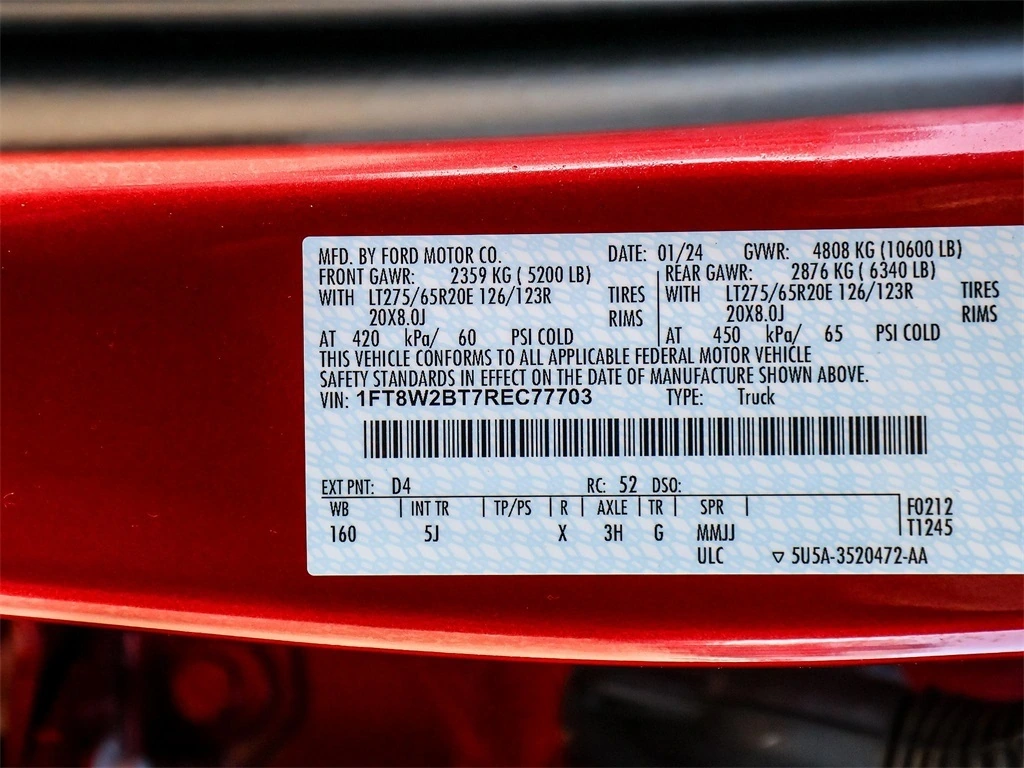 MFD. BY FORD MOTOR CO. DATE: 01/24 GVWR: 4808 KG (10600 LB)
FRONT GAWR: 2359 KG ( 5200 LB) REAR GAWR: 2876 KG ( 6340 LB)
WITH LT275/65R20E 126/123R TIRES WITH LT275/65R20E 126/123R TIRES
20X8.0J RIMS 20X8.0J RIMS
AT 420 kPa/ 60 PSI COLD AT 450 kPa/ 65 PSI COLD
THIS VEHICLE CONFORMS TO ALL APPLICABLE FEDERAL MOTOR VEHICLE
SAFETY STANDARDS IN EFFECT ON THE DATE OF MANUFACTURE SHOWN ABOVE.
VIN: 1FT8W2BT7REC77703 TYPE: Truck
EXT PNT: D4 RC: 52 DSO:
WB INT TR TP/PS R AXLE TR SPR F0212
160 5J X 3H G MMJJ T1245
ULC ▽ 5U5A-3520472-AA